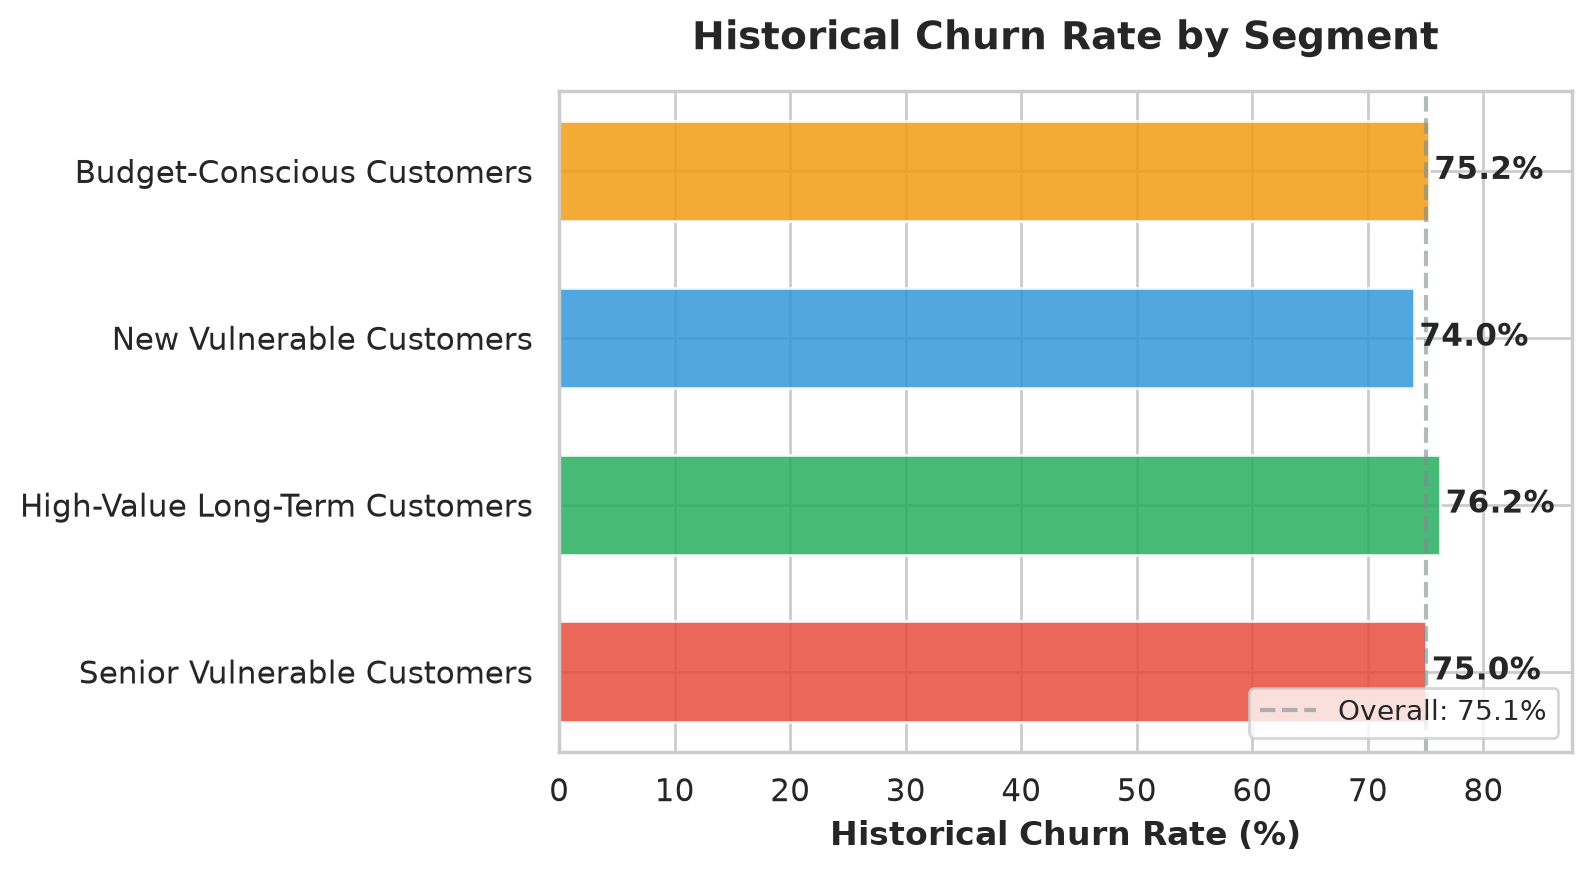 Historical Churn Rate by Segment
Budget-Conscious Customers
75.2%
New Vulnerable Customers
74.0%
High-Value Long-Term Customers
76.2%
Senior Vulnerable Customers
75.0%
Overall: 75.1%
0 10 20 30 40 50 60 70 80
Historical Churn Rate (%)